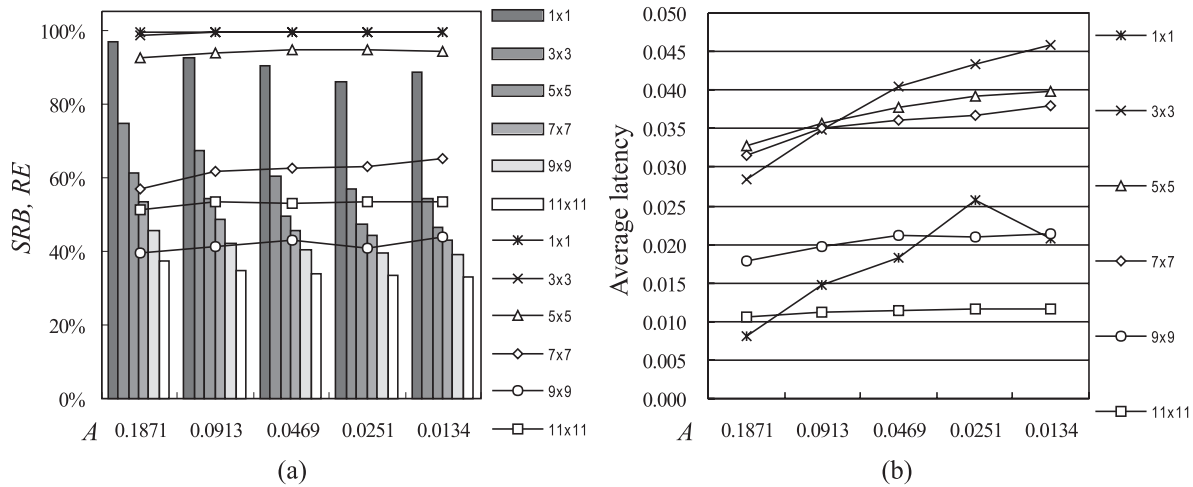 100%
80%
60%
40%
20%
0%
SRB, RE
A 0.1871 0.0913 0.0469 0.0251 0.0134
1x1
3x3
5x5
7x7
9x9
11x11
1x1
3x3
5x5
7x7
9x9
11x11
(a)
0.050
0.045
0.040
0.035
0.030
0.025
0.020
0.015
0.010
0.005
0.000
Average latency
A 0.1871 0.0913 0.0469 0.0251 0.0134
1x1
3x3
5x5
7x7
9x9
11x11
(b)